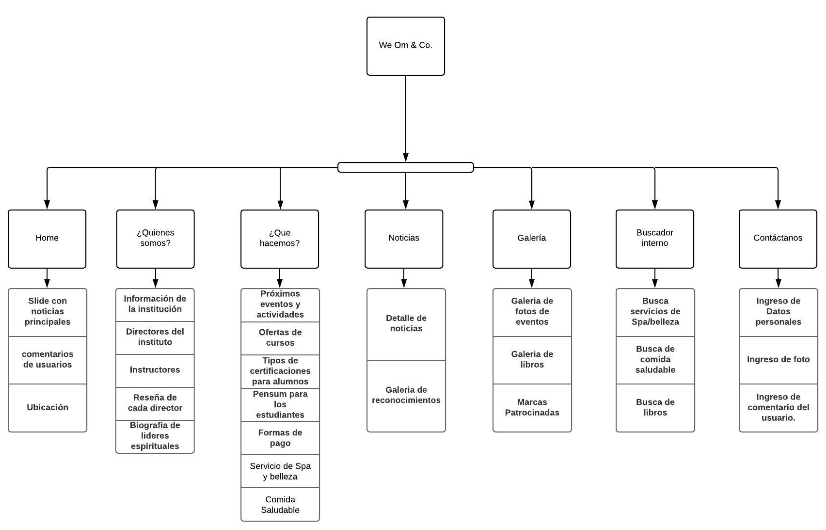 We Om & Co.
Home
¿Quienes
somos?
¿Que
hacemos?
Noticias
Galería
Buscador
interno
Contáctanos
Slide con
noticias
principales
comentarios
de usuarios
Ubicación
Información de
la institución
Directores del
instituto
Instructores
Reseña de
cada director
Biografía de
lideres
espirituales
Próximos
eventos y
actividades
Ofertas de
cursos
Tipos de
certificaciones
para alumnos
Pensum para
los
estudiantes
Formas de
pago
Servicio de Spa
y belleza
Comida
Saludable
Detalle de
noticias
Galeria de
reconocimientos
Galeria de
fotos de
eventos
Galeria de
libros
Marcas
Patrocinadas
Busca
servicios de
Spa/belleza
Busca de
comida
saludable
Busca de
libros
Ingreso de
Datos
personales
Ingreso de foto
Ingreso de
comentario del
usuario.